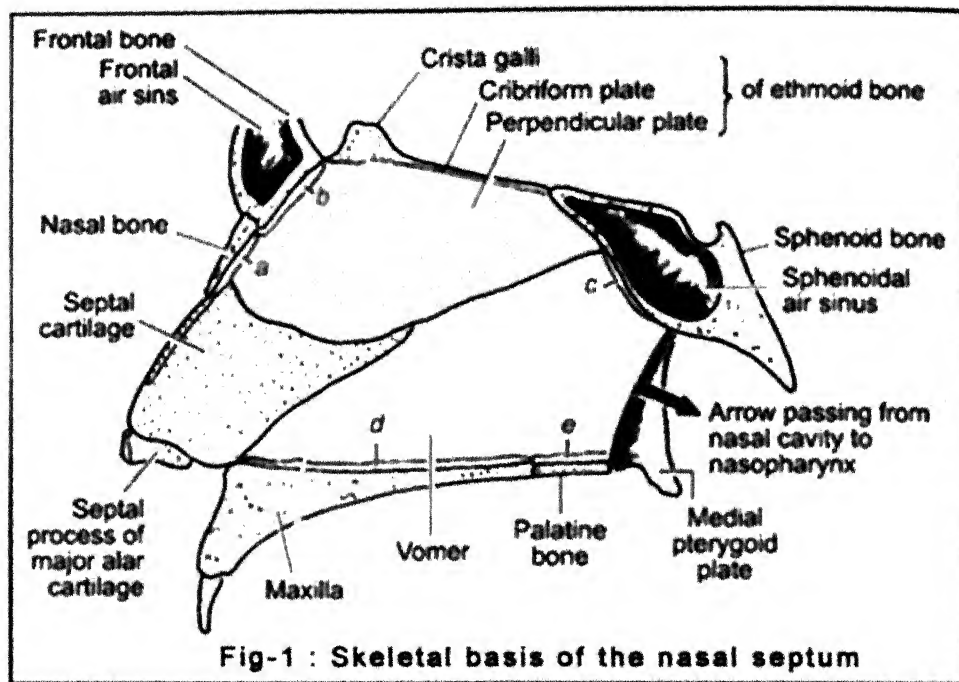 Frontal bone
Frontal
air sins
Crista galli
Cribriform plate
Perpendicular plate
of ethmoid bone
b
Nasal bone
a
Septal
cartilage
c
Sphenoid bone
Sphenoidal
air sinus
d
e
Arrow passing from
nasal cavity to
nasopharynx
Septal
process of
major alar
cartilage
Maxilla
Vomer
Palatine
bone
Medial
pterygoid
plate
Fig-1 : Skeletal basis of the nasal septum